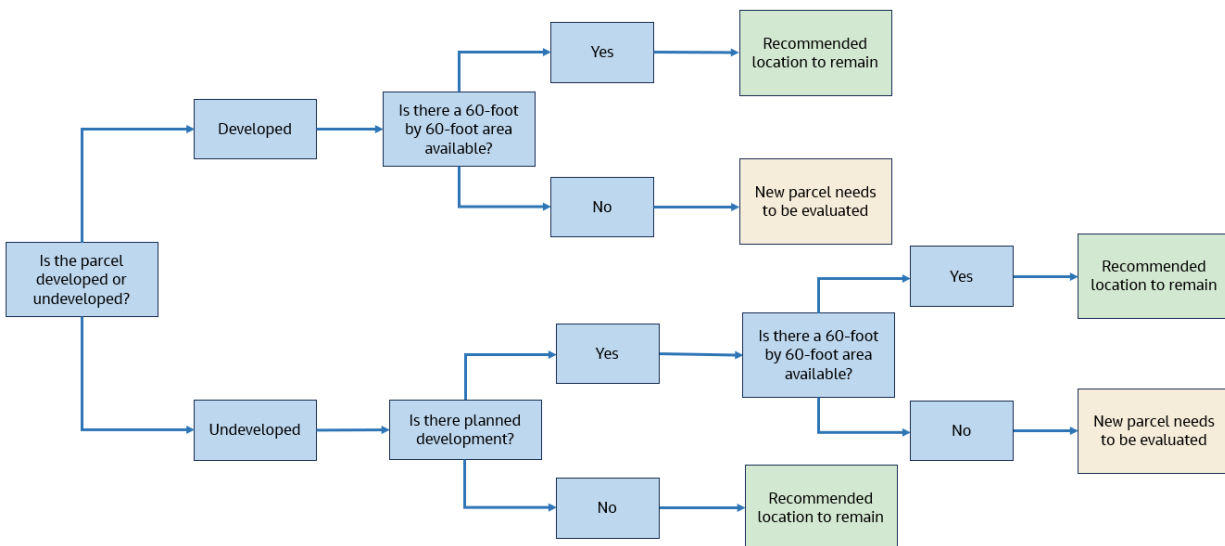 Yes
Recommended
location to remain
Developed
Is there a 60-foot
by 60-foot area
available?
No
New parcel needs
to be evaluated
Is the parcel
developed or
undeveloped?
Yes
Recommended
location to remain
Yes
Is there a 60-foot
by 60-foot area
available?
Undeveloped
Is there planned
development?
No
New parcel needs
to be evaluated
No
Recommended
location to remain